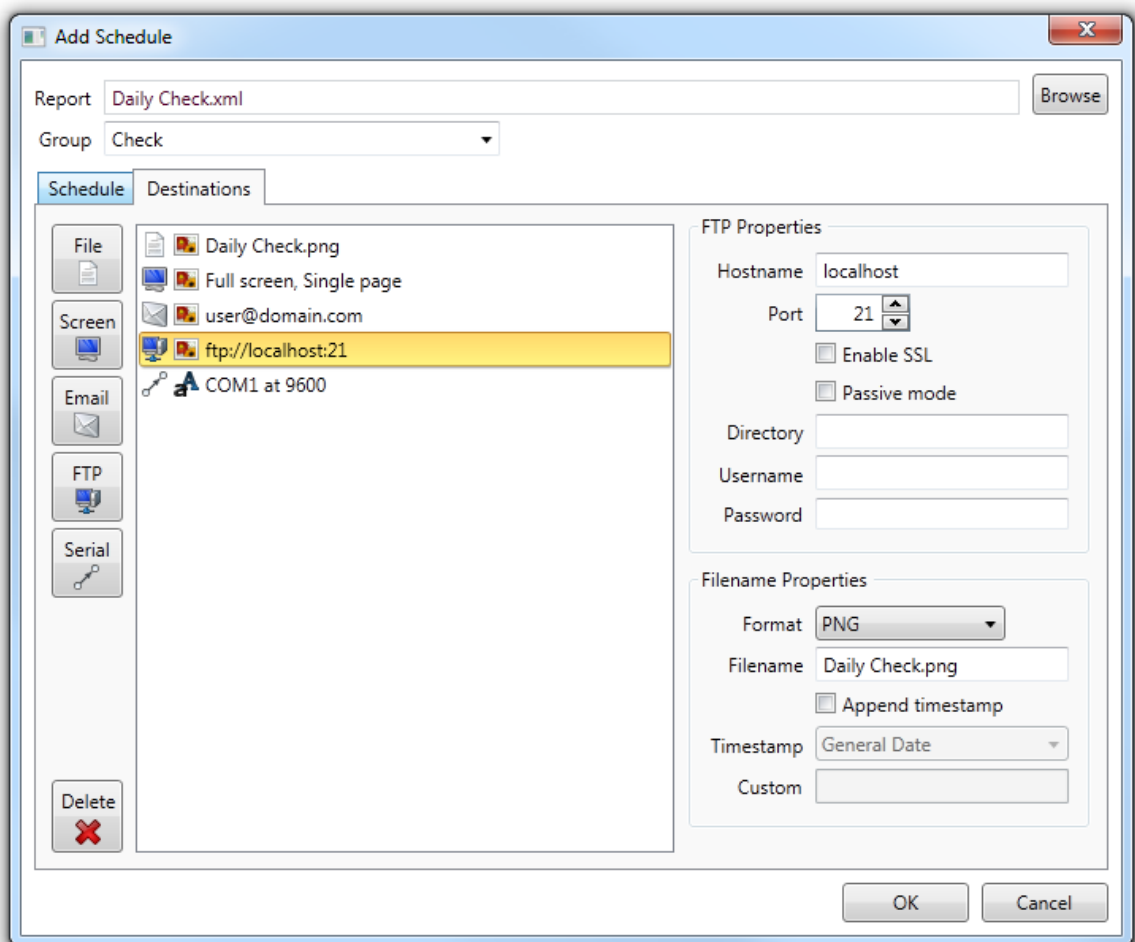 Add Schedule
Report Daily Check.xml Browse
Group Check
Schedule Destinations
File
Screen
Email
FTP
Serial
Delete
Daily Check.png
Full screen, Single page
user@domain.com
ftp://localhost:21
COM1 at 9600
FTP Properties
Hostname localhost
Port 21
Enable SSL
Passive mode
Directory
Username
Password
Filename Properties
Format PNG
Filename Daily Check.png
Append timestamp
Timestamp General Date
Custom
OK Cancel